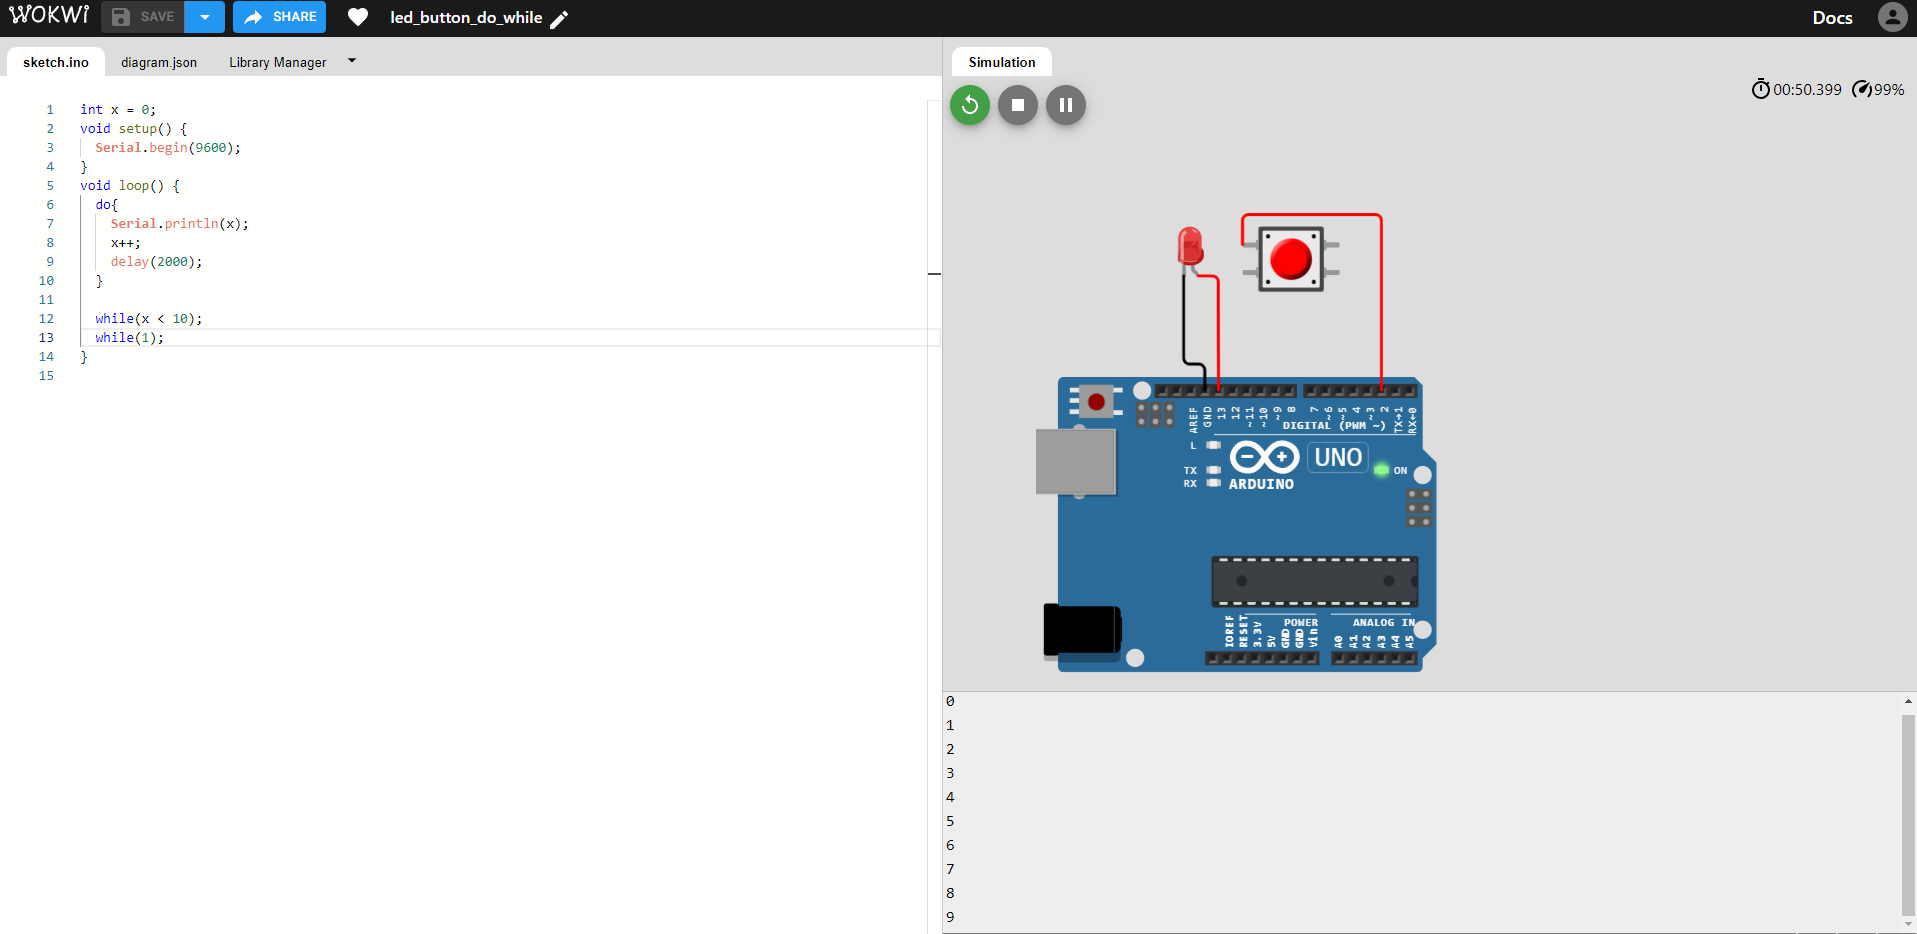 WOKWI
SAVE
SHARE
led_button_do_while
Docs
sketch.ino
diagram.json
Library Manager
Simulation
00:50.399
99%
1 int x = 0;
2 void setup() {
3 Serial.begin(9600);
4 }
5 void loop() {
6 do{
7 Serial.println(x);
8 x++;
9 delay(2000);
10 }
11
12 while(x < 10);
13 while(1);
14 }
15
AREF GND 13 12 ~11 ~10 ~9 8 7 ~6 ~5 4 ~3 2 TX→1 RX←0
DIGITAL (PWM ~)
L
TX
RX
UNO
ON
ARDUINO
POWER
ANALOG IN
IOREF RESET 3.3V 5V GND GND Vin A0 A1 A2 A3 A4 A5
0
1
2
3
4
5
6
7
8
9